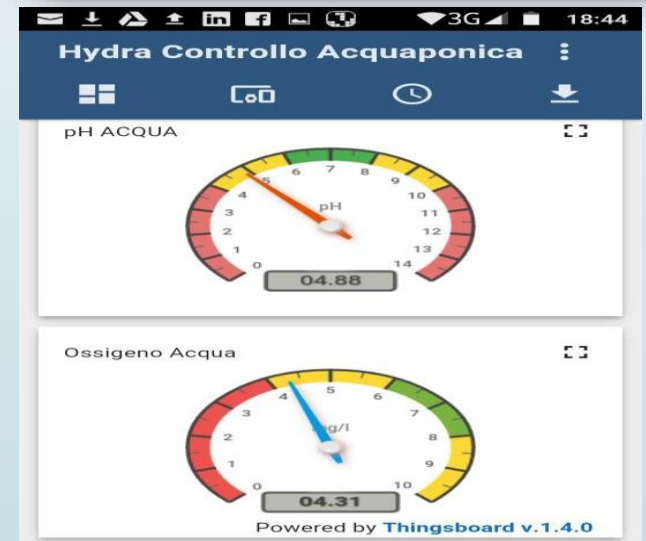 3G 18:44
Hydra Controllo Acquaponica
pH ACQUA
0 1 2 3 4 5 6 7 8 9 10 11 12 13 14
pH
04.88
Ossigeno Acqua
0 1 2 3 4 5 6 7 8 9 10
mg/l
04.31
Powered by Thingsboard v.1.4.0